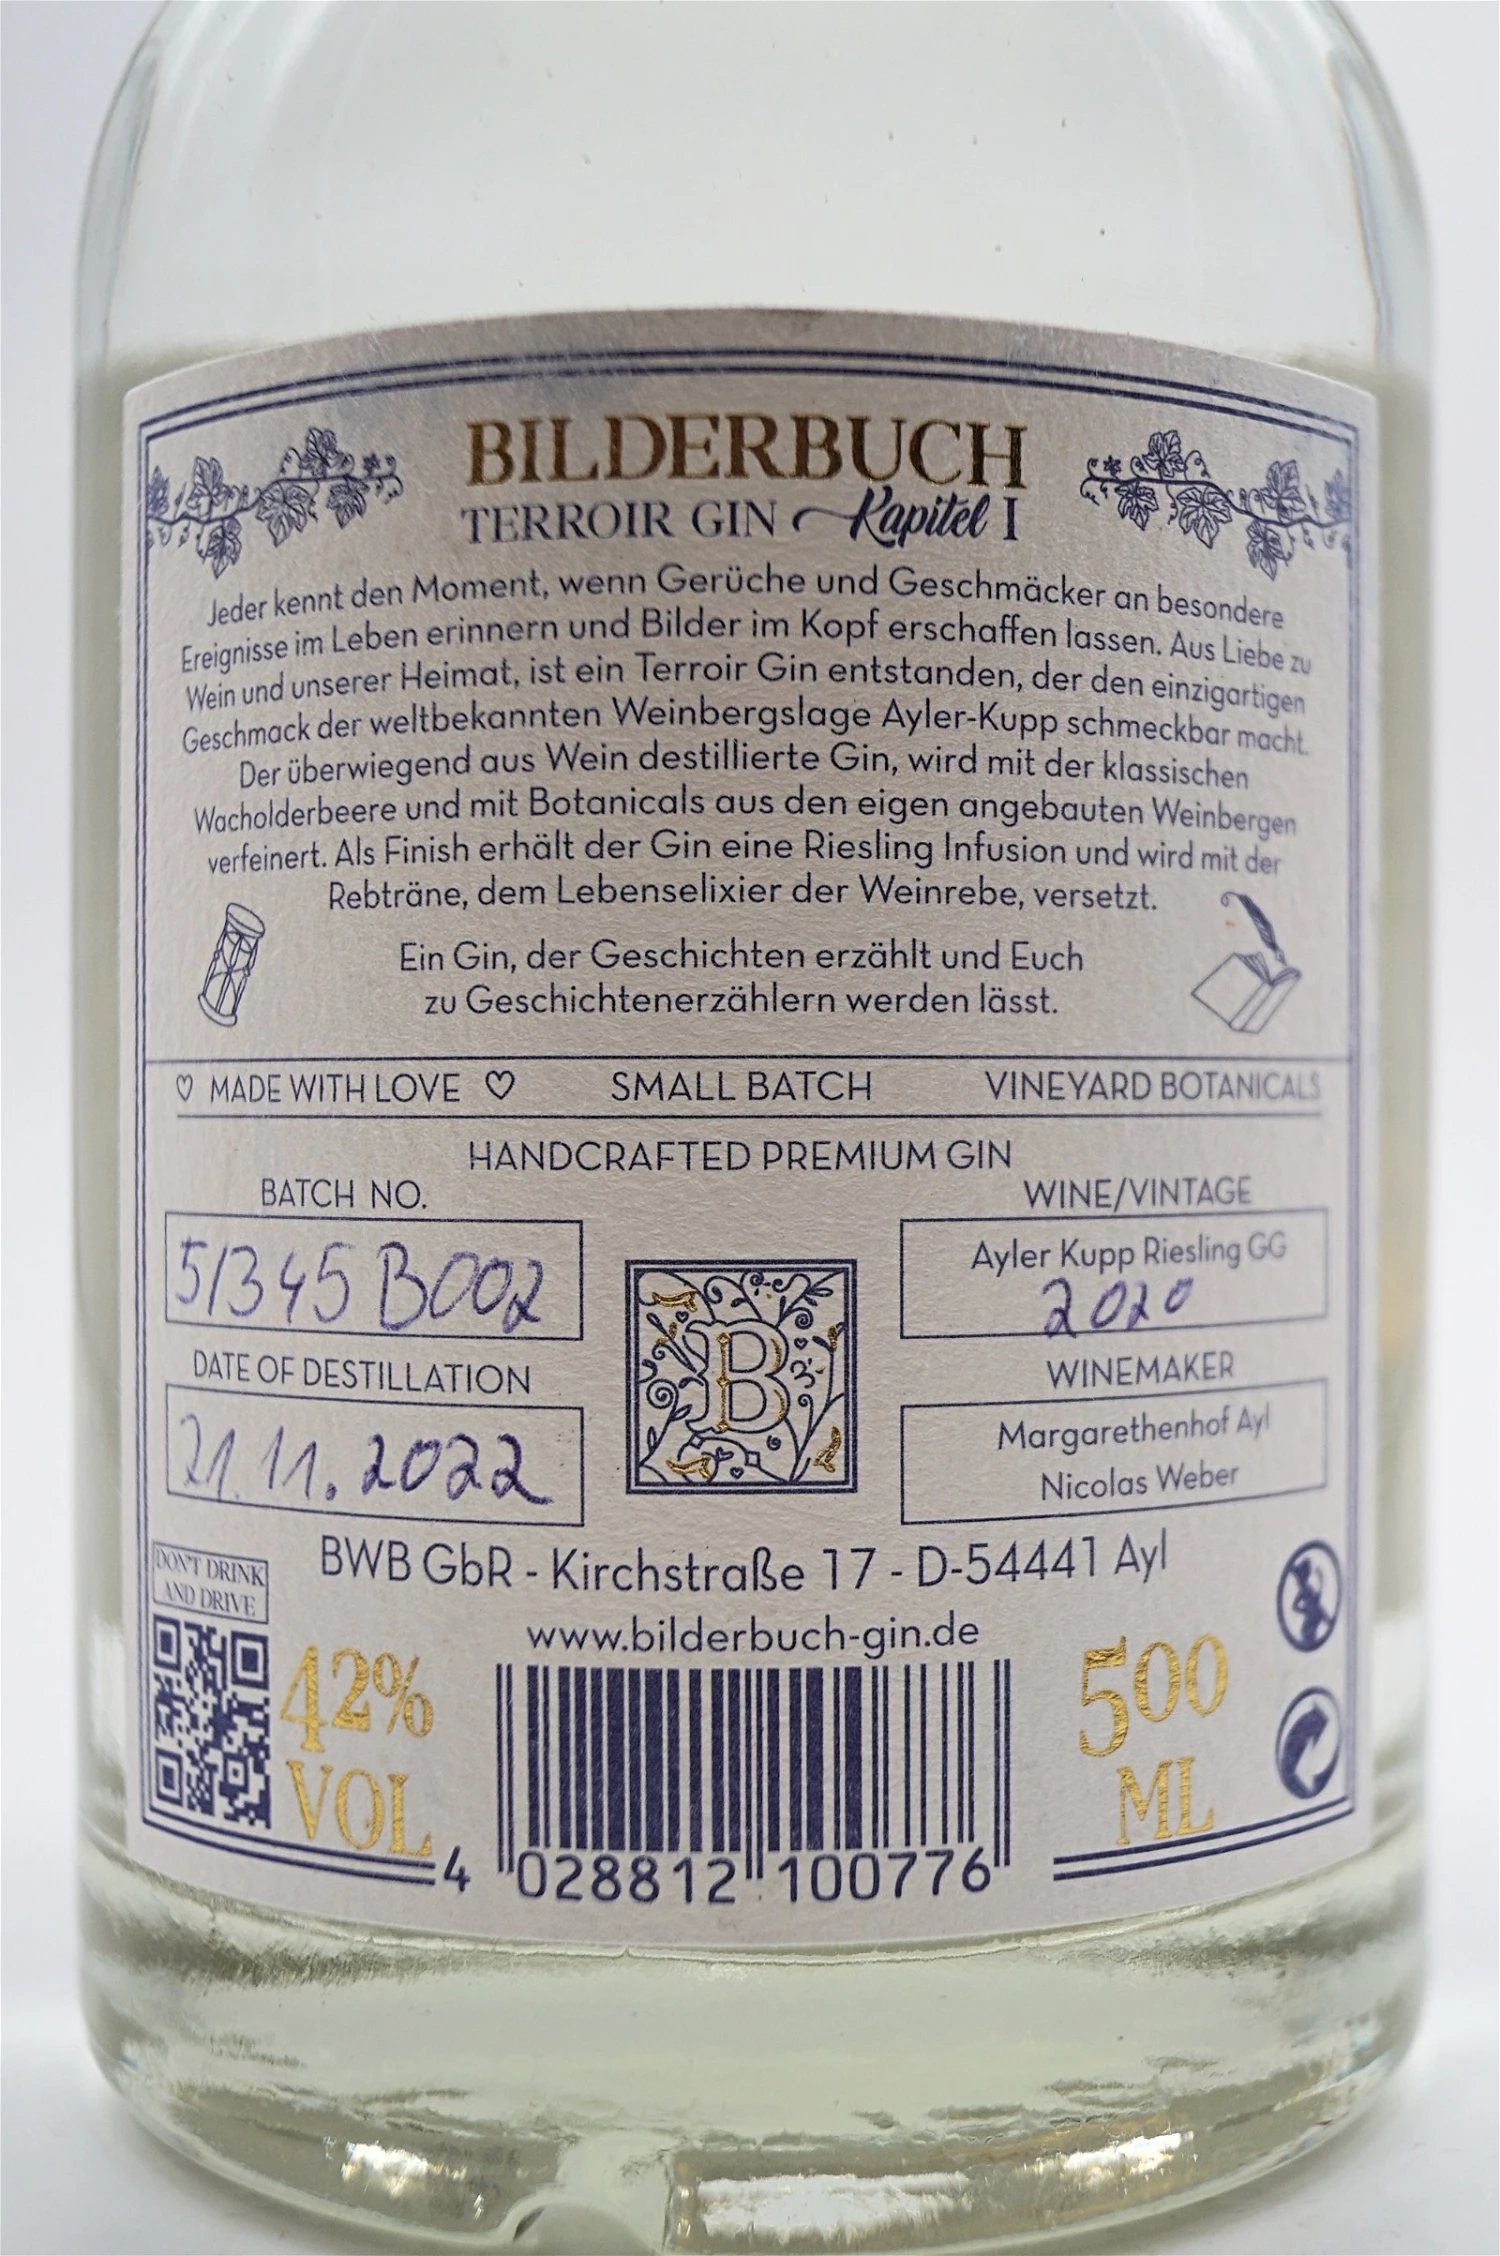 BILDERBUCH
TERROIR GIN Kapitel I
Jeder kennt den Moment, wenn Gerüche und Geschmäcker an besondere
Ereignisse im Leben erinnern und Bilder im Kopf erschaffen lassen. Aus Liebe zu
Wein und unserer Heimat, ist ein Terroir Gin entstanden, der den einzigartigen
Geschmack der weltbekannten Weinbergslage Ayler-Kupp schmeckbar macht.
Der überwiegend aus Wein destillierte Gin, wird mit der klassischen
Wacholderbeere und mit Botanicals aus den eigen angebauten Weinbergen
verfeinert. Als Finish erhält der Gin eine Riesling Infusion und wird mit der
Rebträne, dem Lebenselixier der Weinrebe, versetzt.
Ein Gin, der Geschichten erzählt und Euch
zu Geschichtenerzählern werden lässt.
♡ MADE WITH LOVE ♡ SMALL BATCH VINEYARD BOTANICALS
HANDCRAFTED PREMIUM GIN
BATCH NO.
51345 B002
DATE OF DESTILLATION
21.11.2022
B
WINE/VINTAGE
Ayler Kupp Riesling GG
2020
WINEMAKER
Margarethenhof Ayl
Nicolas Weber
BWB GbR - Kirchstraße 17 - D-54441 Ayl
www.bilderbuch-gin.de
DON'T DRINK
AND DRIVE
42%
VOL
500
ML
4 028812 100776